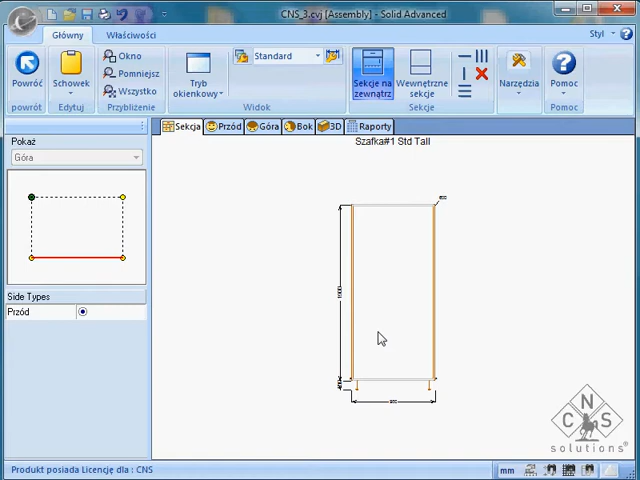 CNS_3.cvj [Assembly] - Solid Advanced
Główny
Właściwości
Styl
Powróć
Schowek
Okno
Pomniejsz
Wszystko
Tryb okienkowy
Standard
Sekcje na zewnątrz
Wewnętrzne sekcje
Narzędzia
Pomoc
powrót
Edytuj
Przybliżenie
Widok
Sekcje
Pomoc
Sekcja
Przód
Góra
Bok
3D
Raporty
Pokaż
Góra
Side Types
Przód
Szafka#1 Std Tall
N
C S
solutions®
Produkt posiada Licencję dla : CNS
mm